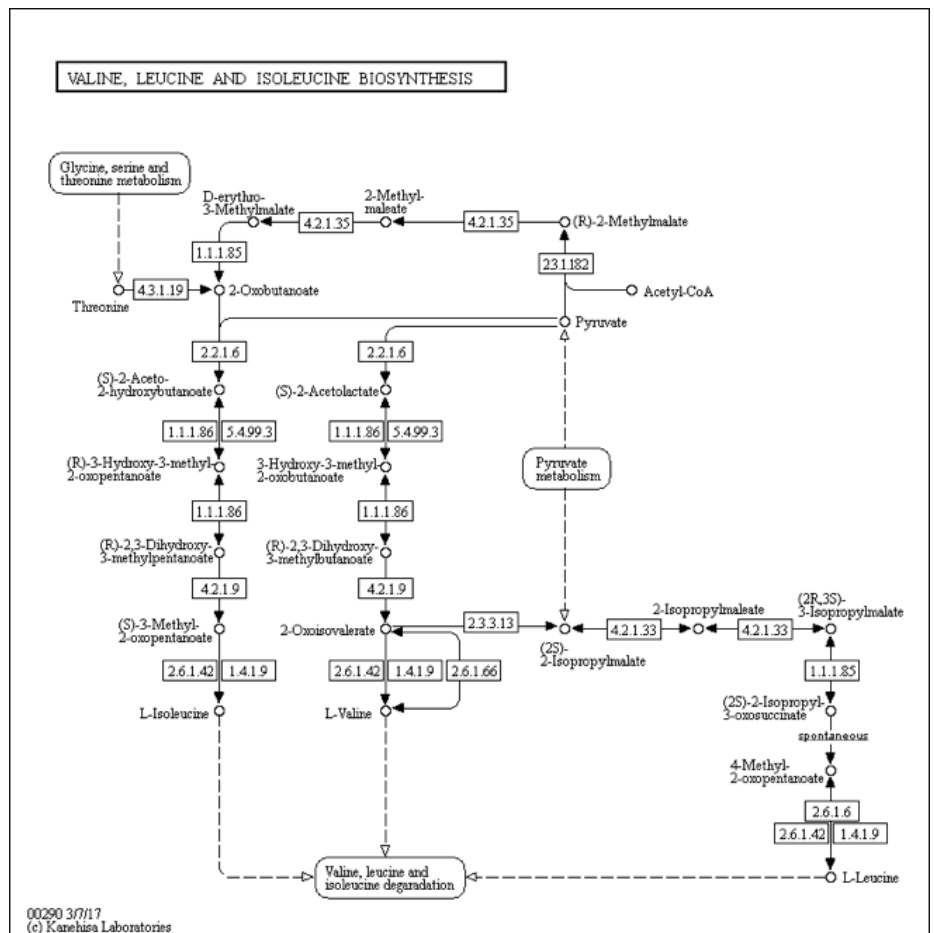 VALINE, LEUCINE AND ISOLEUCINE BIOSYNTHESIS
Glycine, serine and
threonine metabolism
D-erythro-
3-Methylmalate
2-Methyl-
maleate
4.2.1.35
4.2.1.35
(R)-2-Methylmalate
1.1.1.85
2.3.1.182
4.3.1.19
2-Oxobutanoate
Acetyl-CoA
Threonine
Pyruvate
2.2.1.6
2.2.1.6
(S)-2-Aceto-
2-hydroxybutanoate
(S)-2-Acetolactate
1.1.1.86
5.4.99.3
1.1.1.86
5.4.99.3
(R)-3-Hydroxy-3-methyl-
2-oxopentanoate
3-Hydroxy-3-methyl-
2-oxobutanoate
Pyruvate
metabolism
1.1.1.86
1.1.1.86
(R)-2,3-Dihydroxy-
3-methylpentanoate
(R)-2,3-Dihydroxy-
3-methylbutanoate
4.2.1.9
4.2.1.9
(S)-3-Methyl-
2-oxopentanoate
2-Oxoisovalerate
2.3.3.13
(2S)-
2-Isopropylmalate
4.2.1.33
2-Isopropylmaleate
4.2.1.33
(2R,3S)-
3-Isopropylmalate
2.6.1.42
1.4.1.9
2.6.1.42
1.4.1.9
2.6.1.66
1.1.1.85
L-Isoleucine
L-Valine
(2S)-2-Isopropyl-
3-oxosuccinate
spontaneous
4-Methyl-
2-oxopentanoate
2.6.1.6
2.6.1.42
1.4.1.9
Valine, leucine and
isoleucine degradation
L-Leucine
00290 3/7/17
(c) Kanehisa Laboratories